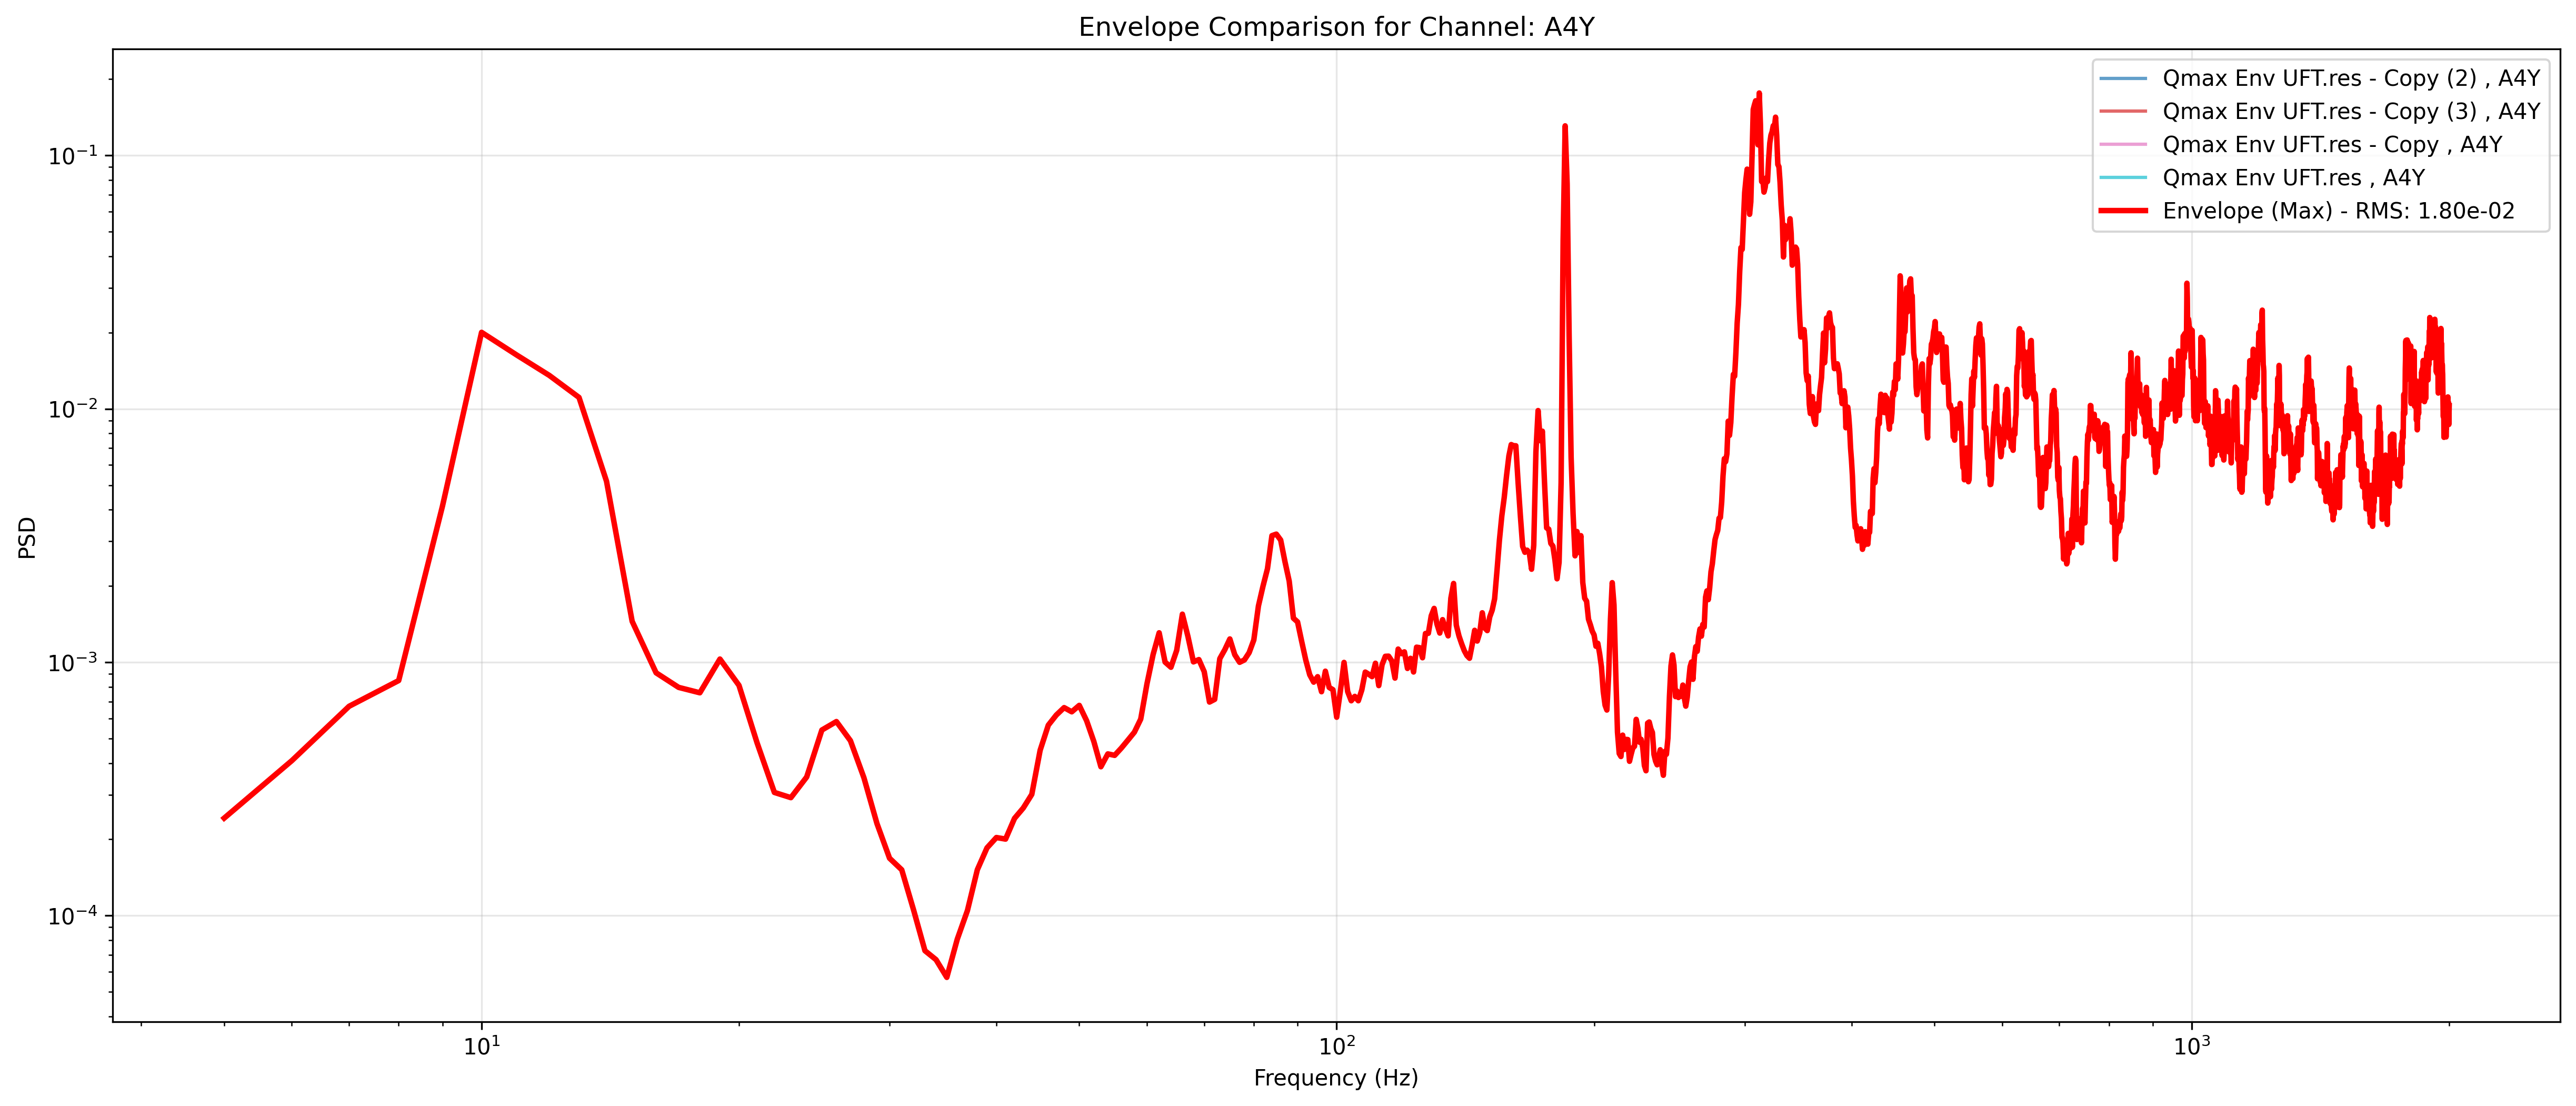 Envelope Comparison for Channel: A4Y
Qmax Env UFT.res - Copy (2) , A4Y
Qmax Env UFT.res - Copy (3) , A4Y
Qmax Env UFT.res - Copy , A4Y
Qmax Env UFT.res , A4Y
Envelope (Max) - RMS: 1.80e-02
PSD
10⁻¹
10⁻²
10⁻³
10⁻⁴
10¹
10²
10³
Frequency (Hz)